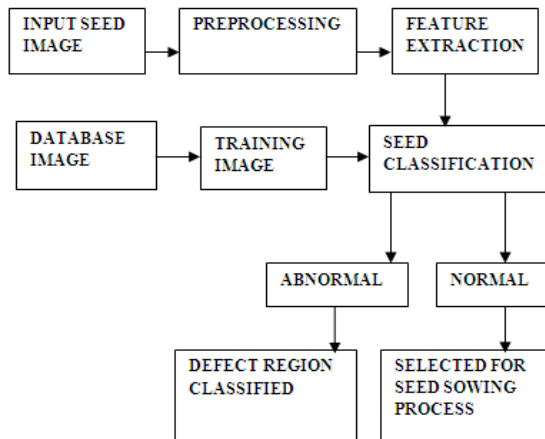 INPUT SEED
IMAGE
PREPROCESSING
FEATURE
EXTRACTION
DATABASE
IMAGE
TRAINING
IMAGE
SEED
CLASSIFICATION
ABNORMAL
NORMAL
DEFECT REGION
CLASSIFIED
SELECTED FOR
SEED SOWING
PROCESS